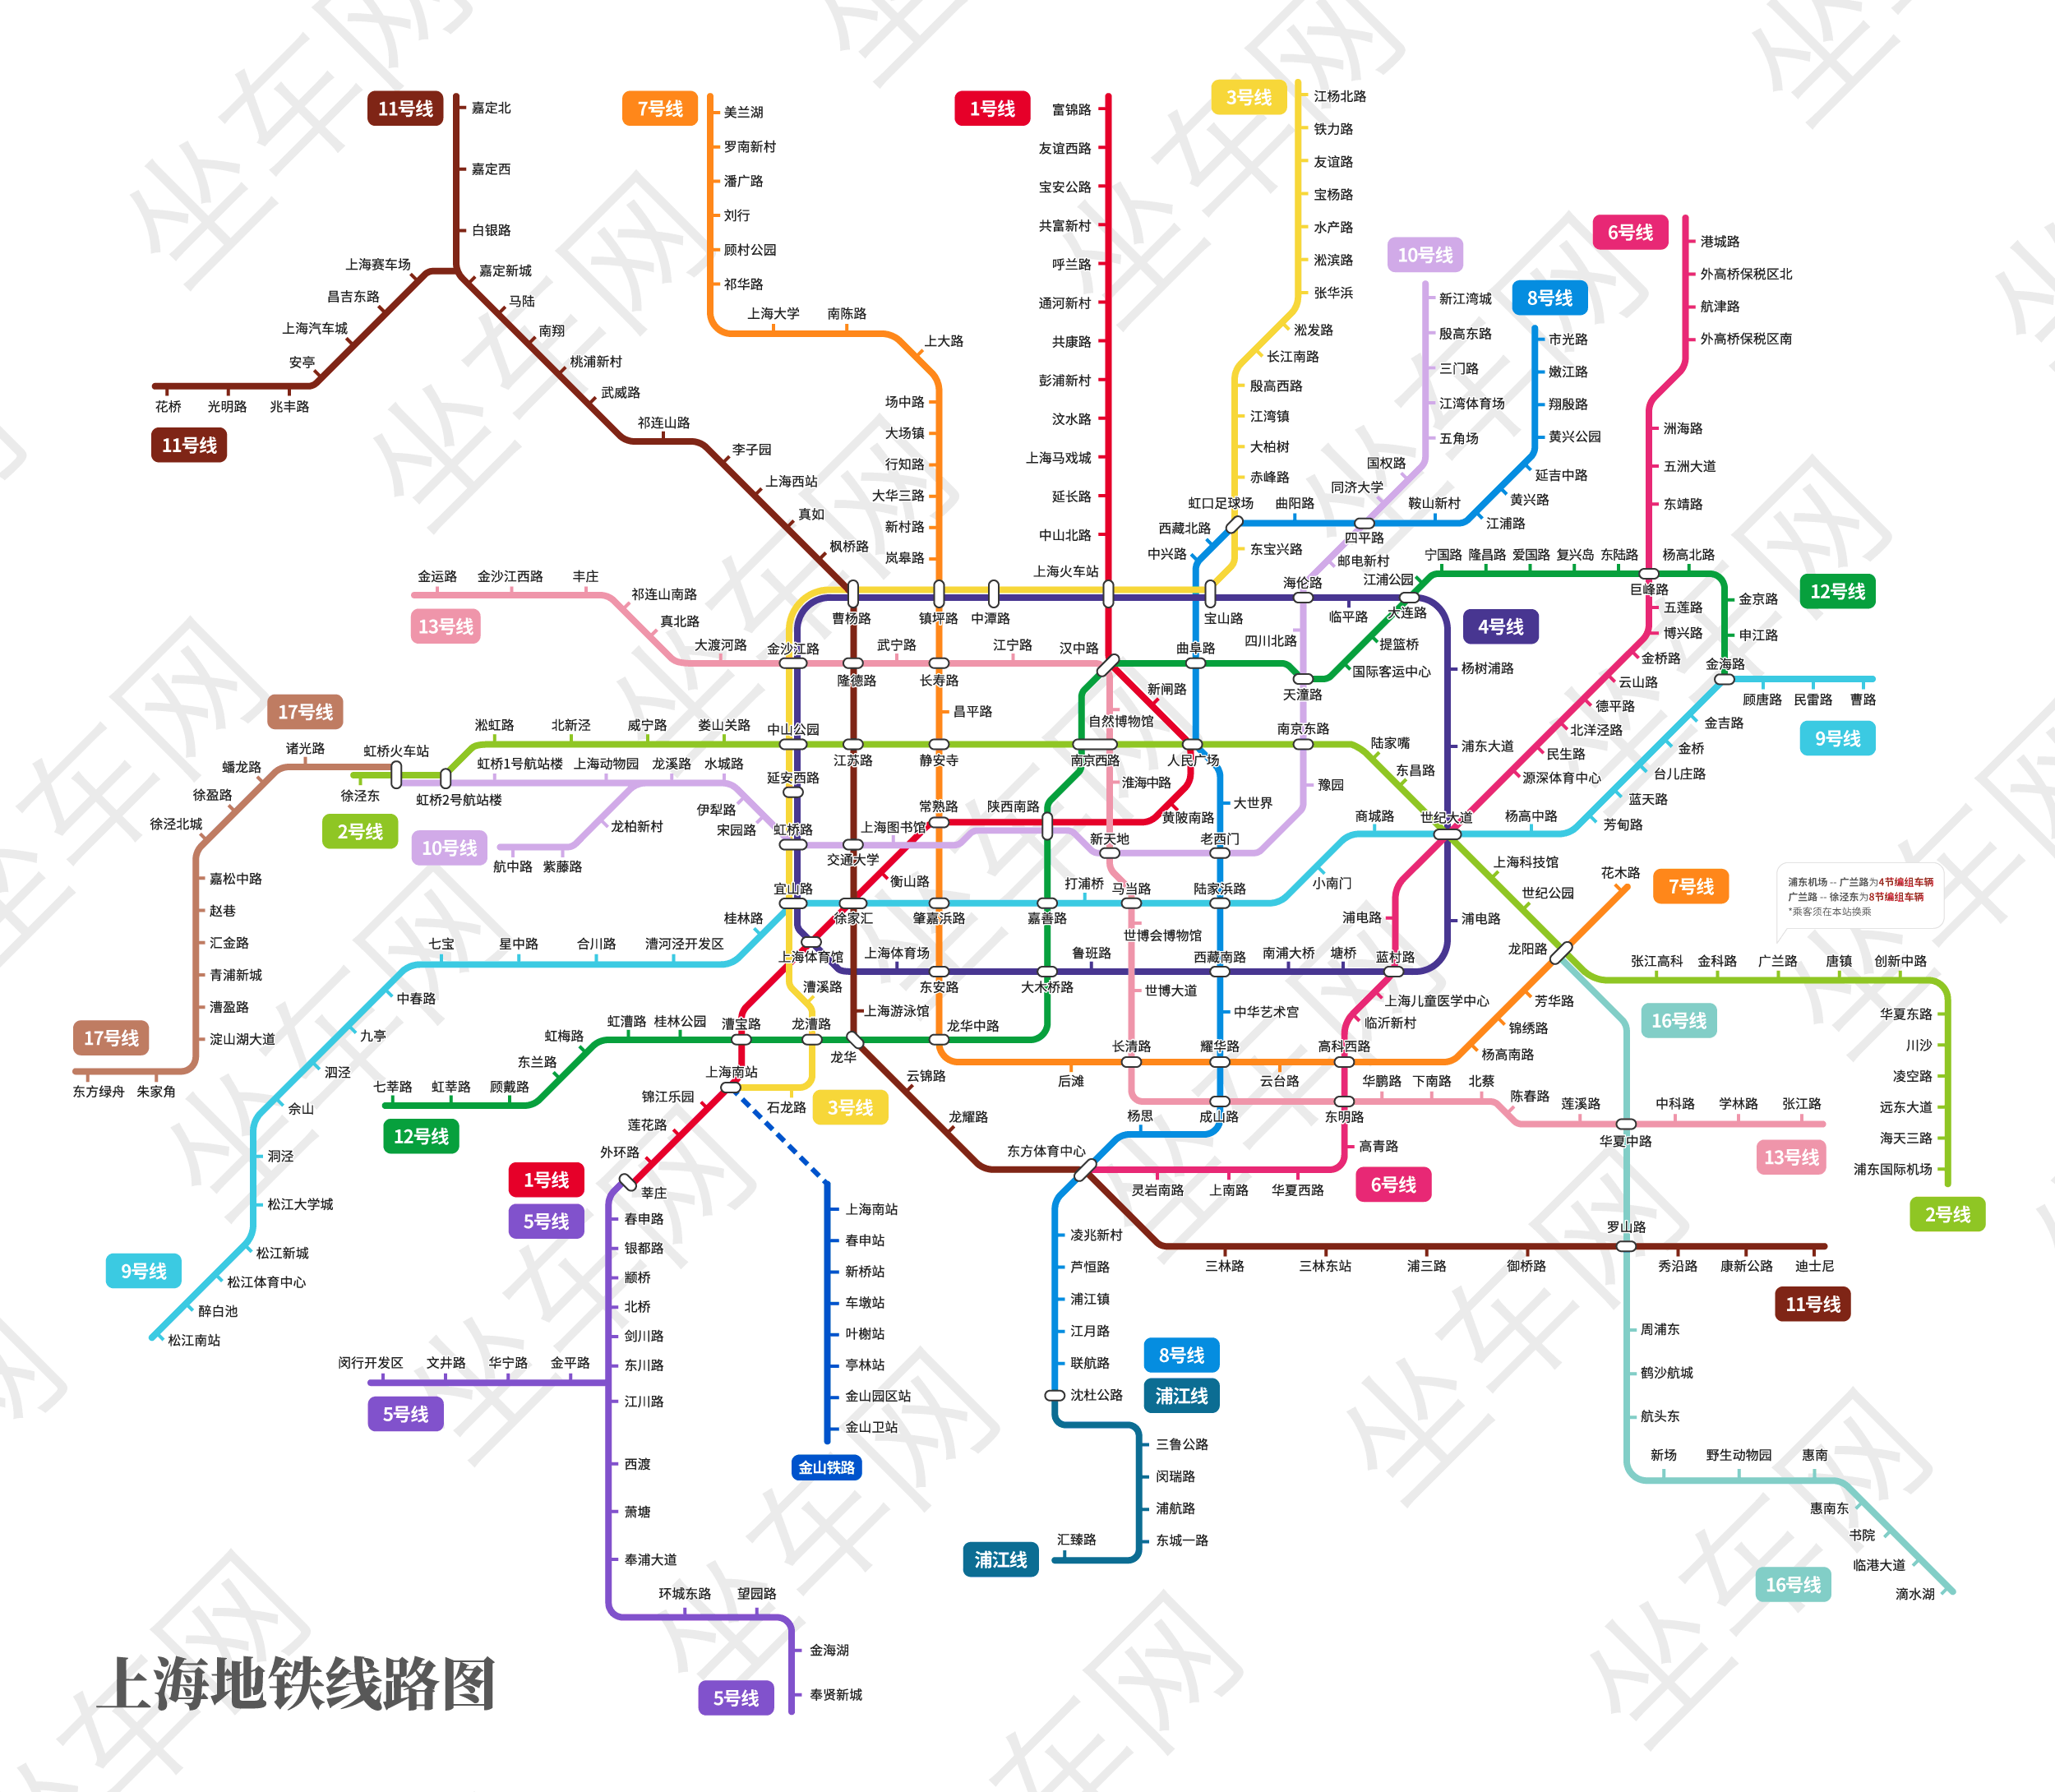 坐车网
11号线
嘉定北
嘉定西
白银路
上海赛车场
昌吉东路
上海汽车城
安亭
花桥
光明路
兆丰路
11号线
嘉定新城
马陆
南翔
桃浦新村
武威路
祁连山路
李子园
上海西站
真如
枫桥路
7号线
美兰湖
罗南新村
潘广路
刘行
顾村公园
祁华路
上海大学
南陈路
上大路
场中路
大场镇
行知路
大华三路
新村路
岚皋路
1号线
富锦路
友谊西路
宝安公路
共富新村
呼兰路
通河新村
共康路
彭浦新村
汶水路
上海马戏城
延长路
中山北路
上海火车站
3号线
江杨北路
铁力路
友谊路
宝杨路
水产路
淞滨路
张华浜
淞发路
长江南路
殷高西路
江湾镇
大柏树
赤峰路
虹口足球场
东宝兴路
10号线
新江湾城
殷高东路
三门路
江湾体育场
五角场
国权路
同济大学
四平路
邮电新村
海伦路
8号线
市光路
嫩江路
翔殷路
黄兴公园
延吉中路
黄兴路
江浦路
鞍山新村
曲阳路
西藏北路
中兴路
6号线
港城路
外高桥保税区北
航津路
外高桥保税区南
洲海路
五洲大道
东靖路
巨峰路
五莲路
博兴路
金桥路
云山路
德平路
北洋泾路
民生路
源深体育中心
宁国路
隆昌路
爱国路
复兴岛
东陆路
杨高北路
12号线
金京路
申江路
金海路
顾唐路
民雷路
曹路
9号线
金吉路
金桥
台儿庄路
蓝天路
芳甸路
杨高中路
世纪大道
商城路
小南门
江浦公园
大连路
提篮桥
国际客运中心
天潼路
4号线
杨树浦路
浦东大道
浦电路
临平路
宝山路
四川北路
曹杨路
镇坪路
中潭路
金运路
金沙江西路
丰庄
13号线
祁连山南路
真北路
大渡河路
金沙江路
隆德路
武宁路
长寿路
江宁路
汉中路
曲阜路
新闸路
自然博物馆
昌平路
17号线
诸光路
虹桥火车站
蟠龙路
徐盈路
徐泾北城
嘉松中路
赵巷
汇金路
青浦新城
漕盈路
淀山湖大道
17号线
东方绿舟
朱家角
徐泾东
2号线
虹桥2号航站楼
淞虹路
北新泾
威宁路
娄山关路
中山公园
江苏路
静安寺
南京西路
人民广场
南京东路
陆家嘴
东昌路
虹桥1号航站楼
上海动物园
龙溪路
水城路
伊犁路
宋园路
10号线
龙柏新村
航中路
紫藤路
延安西路
虹桥路
交通大学
上海图书馆
常熟路
陕西南路
淮海中路
黄陂南路
大世界
豫园
新天地
老西门
衡山路
宜山路
徐家汇
肇嘉浜路
打浦桥
嘉善路
马当路
陆家浜路
桂林路
上海体育馆
上海体育场
东安路
鲁班路
大木桥路
世博会博物馆
西藏南路
南浦大桥
塘桥
蓝村路
浦电路
上海科技馆
世纪公园
龙阳路
花木路
7号线
浦东机场 -- 广兰路为4节编组车辆
广兰路 -- 徐泾东为8节编组车辆
*乘客须在本站换乘
张江高科
金科路
广兰路
唐镇
创新中路
华夏东路
川沙
凌空路
远东大道
海天三路
浦东国际机场
2号线
七宝
星中路
合川路
漕河泾开发区
中春路
九亭
泗泾
佘山
洞泾
松江大学城
松江新城
松江体育中心
醉白池
松江南站
9号线
漕溪路
上海游泳馆
世博大道
中华艺术宫
上海儿童医学中心
临沂新村
芳华路
锦绣路
杨高南路
16号线
虹梅路
虹漕路
桂林公园
漕宝路
龙漕路
龙华
龙华中路
东兰路
七莘路
虹莘路
顾戴路
12号线
后滩
长清路
耀华路
云台路
高科西路
上海南站
石龙路
3号线
锦江乐园
莲花路
外环路
1号线
5号线
莘庄
云锦路
龙耀路
东方体育中心
杨思
成山路
东明路
华鹏路
下南路
北蔡
陈春路
莲溪路
华夏中路
中科路
学林路
张江路
13号线
高青路
6号线
灵岩南路
上南路
华夏西路
春申路
银都路
颛桥
北桥
剑川路
东川路
江川路
西渡
萧塘
奉浦大道
环城东路
望园路
金海湖
奉贤新城
5号线
闵行开发区
文井路
华宁路
金平路
5号线
上海南站
春申站
新桥站
车墩站
叶榭站
亭林站
金山园区站
金山卫站
金山铁路
凌兆新村
芦恒路
浦江镇
江月路
联航路
沈杜公路
8号线
浦江线
三鲁公路
闵瑞路
浦航路
东城一路
汇臻路
浦江线
三林路
三林东站
浦三路
御桥路
罗山路
秀沿路
康新公路
迪士尼
11号线
周浦东
鹤沙航城
航头东
新场
野生动物园
惠南
惠南东
书院
临港大道
滴水湖
16号线
上海地铁线路图